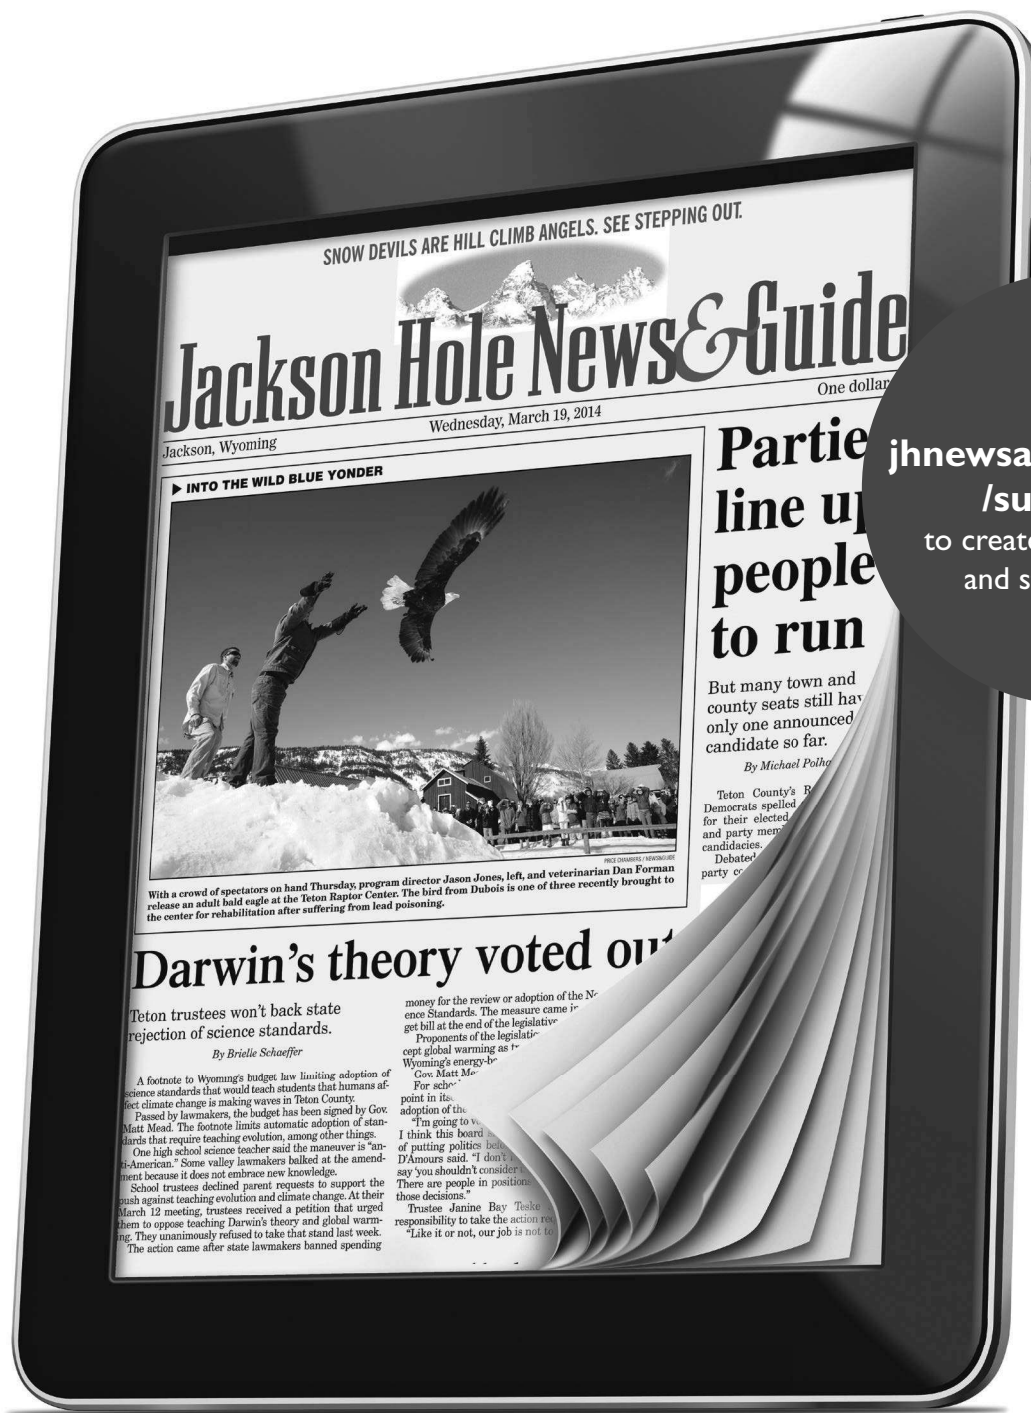 SNOW DEVILS ARE HILL CLIMB ANGELS. SEE STEPPING OUT.
Jackson Hole News&Guide
Jackson, Wyoming
Wednesday, March 19, 2014
One dollar
▶ INTO THE WILD BLUE YONDER
PRICE CHAMBERS / NEWS&GUIDE
With a crowd of spectators on hand Thursday, program director Jason Jones, left, and veterinarian Dan Forman
release an adult bald eagle at the Teton Raptor Center. The bird from Dubois is one of three recently brought to
the center for rehabilitation after suffering from lead poisoning.
Partie
line
people
to run
But many town and
county seats still
only one announced
candidate so far.
By Michael
Teton County's
Democrats spelled
for their elected
and party
candidacies.
Debated
party
jhnewsa
/su
to create
and s
Darwin's theory voted
Teton trustees won't back state
rejection of science standards.
By Brielle Schaeffer
A footnote to Wyoming's budget law limiting adoption of
science standards that would teach students that humans af-
fect climate change is making waves in Teton County.
Passed by lawmakers, the budget has been signed by Gov.
Matt Mead. The footnote limits automatic adoption of stan-
dards that require teaching evolution, among other things.
One high school science teacher said the maneuver is "an-
ti-American." Some valley lawmakers balked at the amend-
ment because it does not embrace new knowledge.
School trustees declined parent requests to support the
push against teaching evolution and climate change. At their
March 12 meeting, trustees received a petition that urged
them to oppose teaching Darwin's theory and global warm-
ing. They unanimously refused to take that stand last week.
The action came after state lawmakers banned spending
money for the review or adoption of the
ence Standards. The measure came
get bill at the end of the legislative
Proponents of the
cept global warming as
Wyoming's
Gov. Matt
For
point in its
adoption of the
"I'm going to
I think this board
of putting politics
D'Amours said. "I don't
say 'you shouldn't consider
There are people in positions
those decisions."
Trustee Janine Bay Teske
responsibility to take the action
"Like it or not, our job is not to